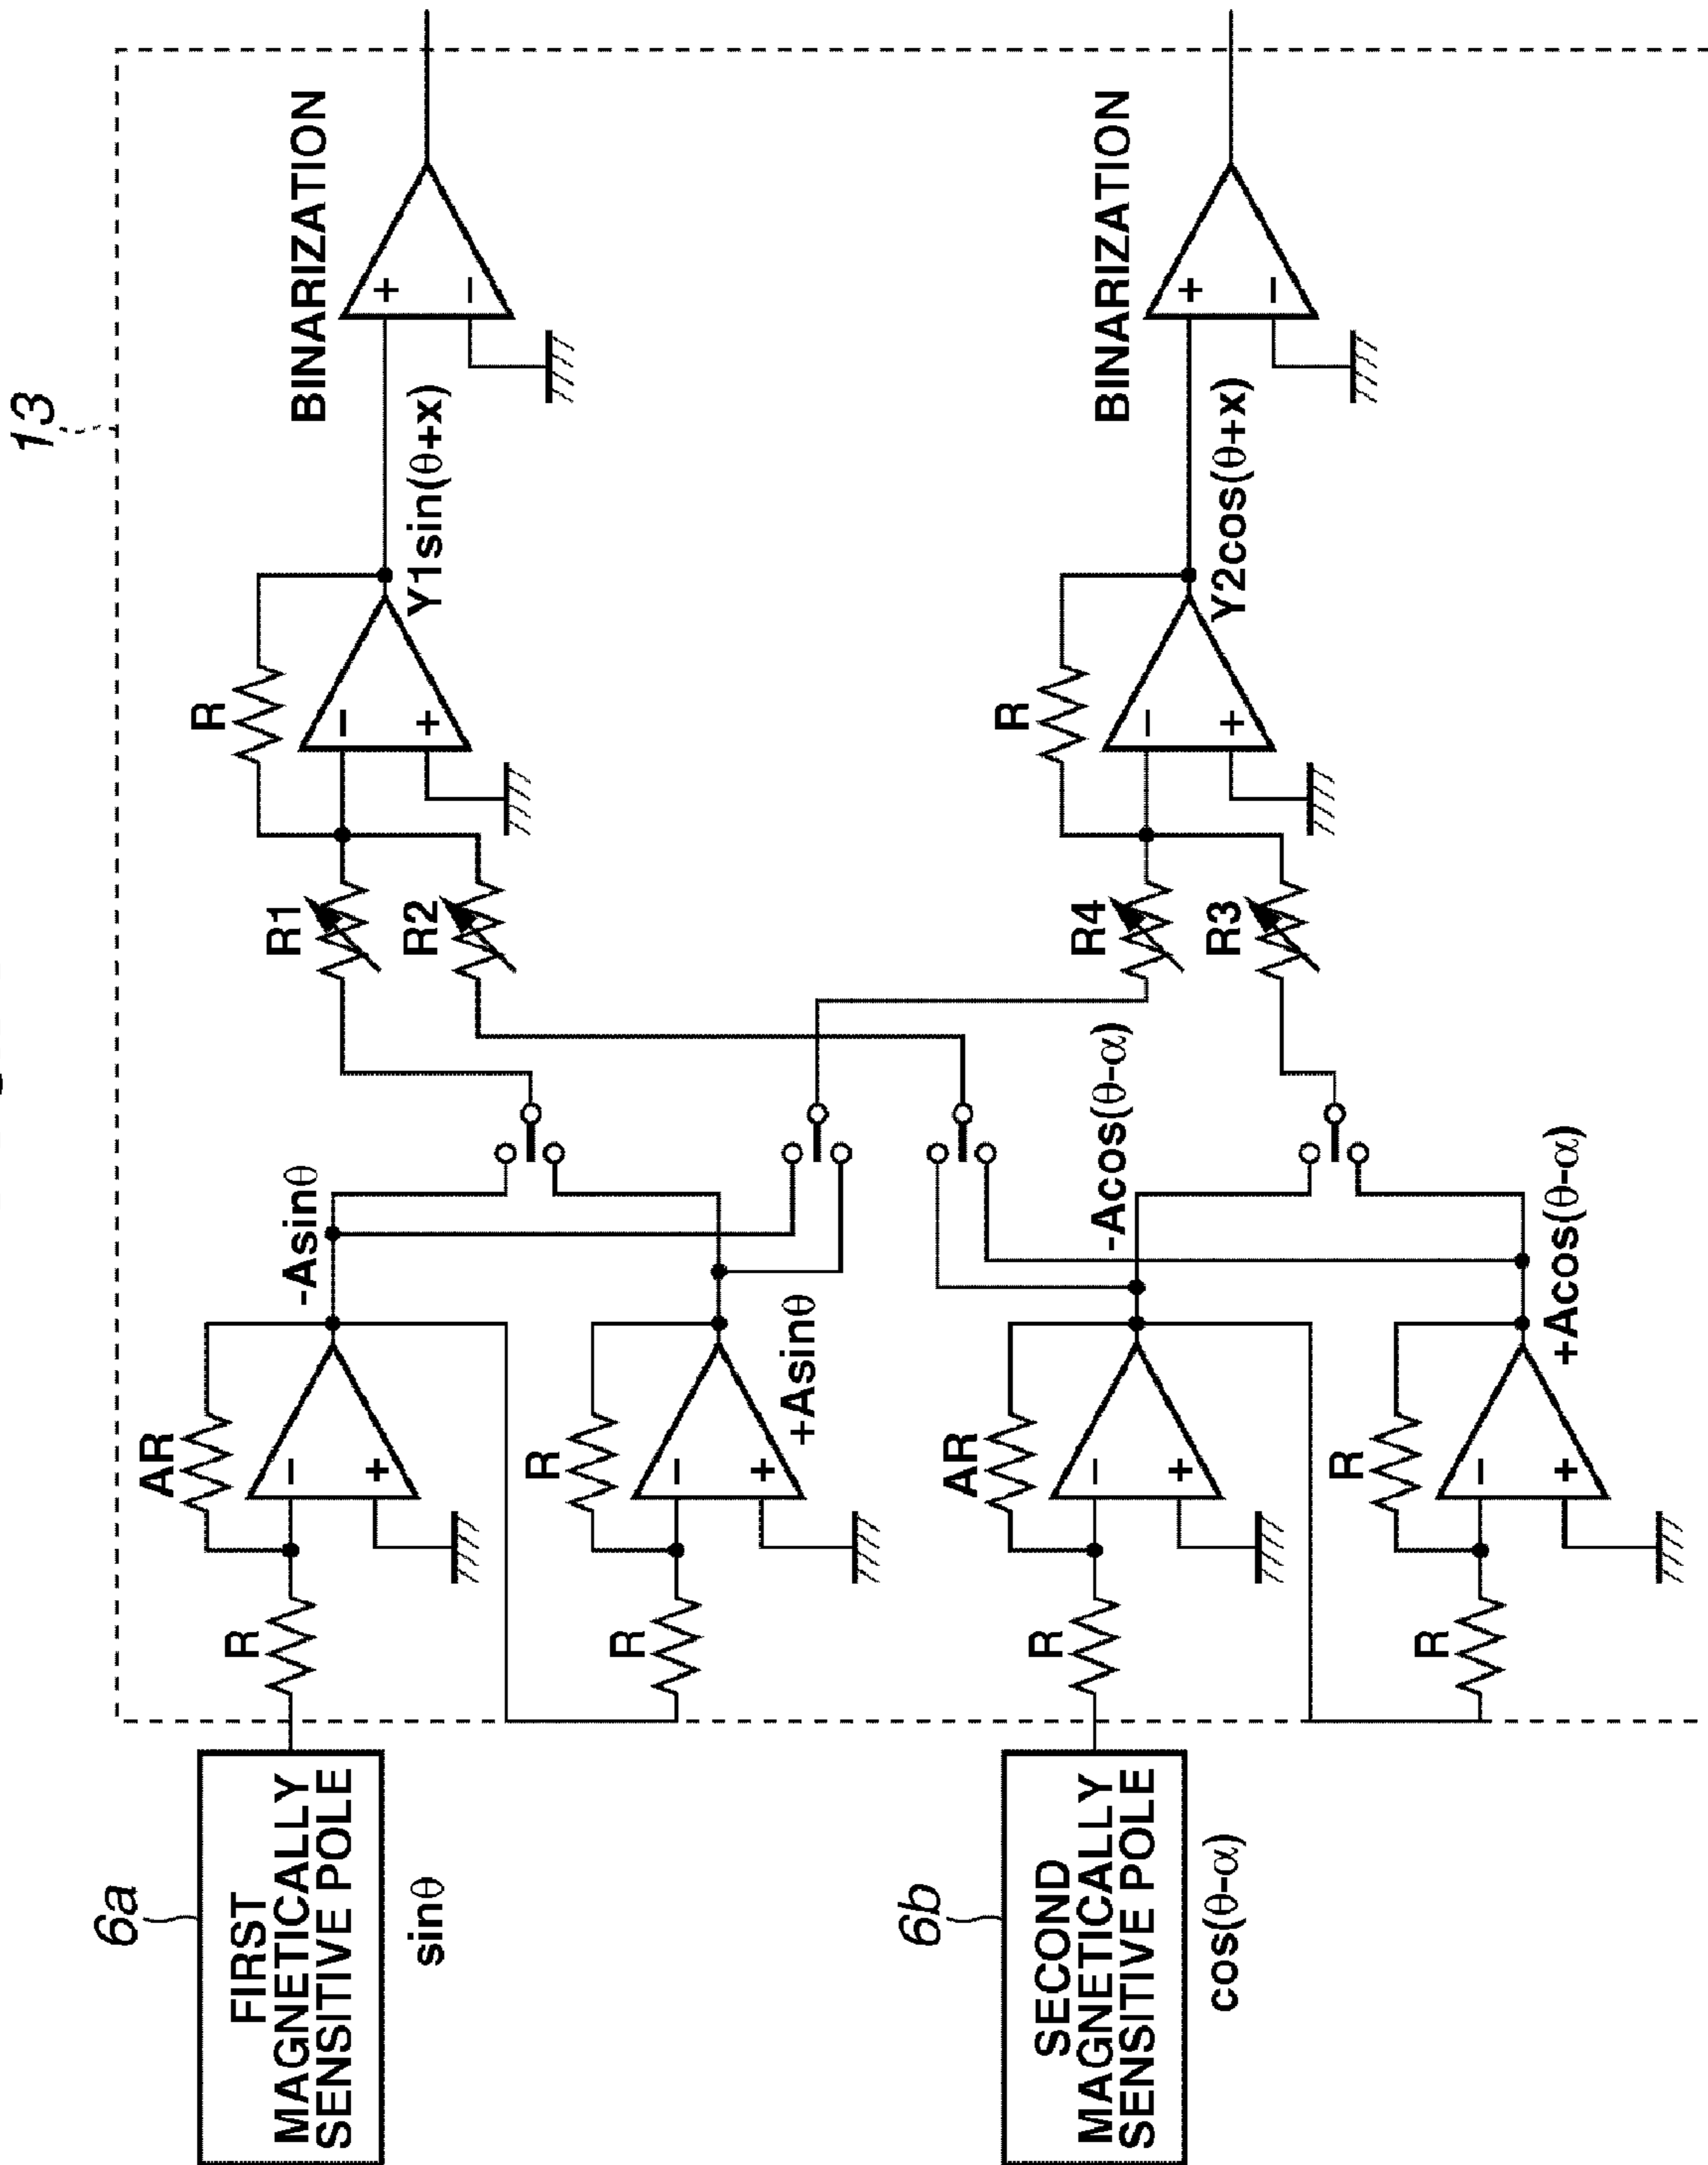 13
6a
FIRST
MAGNETICALLY
SENSITIVE POLE
sinθ
R
AR
−
+
-Asinθ
R
R
−
+
+Asinθ
R1
R2
R
−
+
Y1sin(θ+x)
BINARIZATION
+
−
6b
SECOND
MAGNETICALLY
SENSITIVE POLE
cos(θ-α)
R
AR
−
+
-Acos(θ-α)
R
R
−
+
+Acos(θ-α)
R4
R3
R
−
+
Y2cos(θ+x)
BINARIZATION
+
−